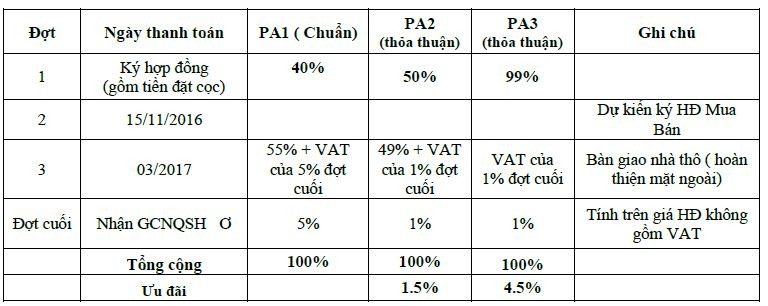 Đợt Ngày thanh toán PA1 ( Chuẩn) PA2 (thỏa thuận) PA3 (thỏa thuận) Ghi chú
1 Ký hợp đồng (gồm tiền đặt cọc) 40% 50% 99%
2 15/11/2016 Dự kiến ký HĐ Mua Bán
3 03/2017 55% + VAT của 5% đợt cuối 49% + VAT của 1% đợt cuối VAT của 1% đợt cuối Bàn giao nhà thô ( hoàn thiện mặt ngoài)
Đợt cuối Nhận GCNQSH Ơ 5% 1% 1% Tính trên giá HĐ không gồm VAT
Tổng cộng 100% 100% 100%
Ưu đãi 1.5% 4.5%